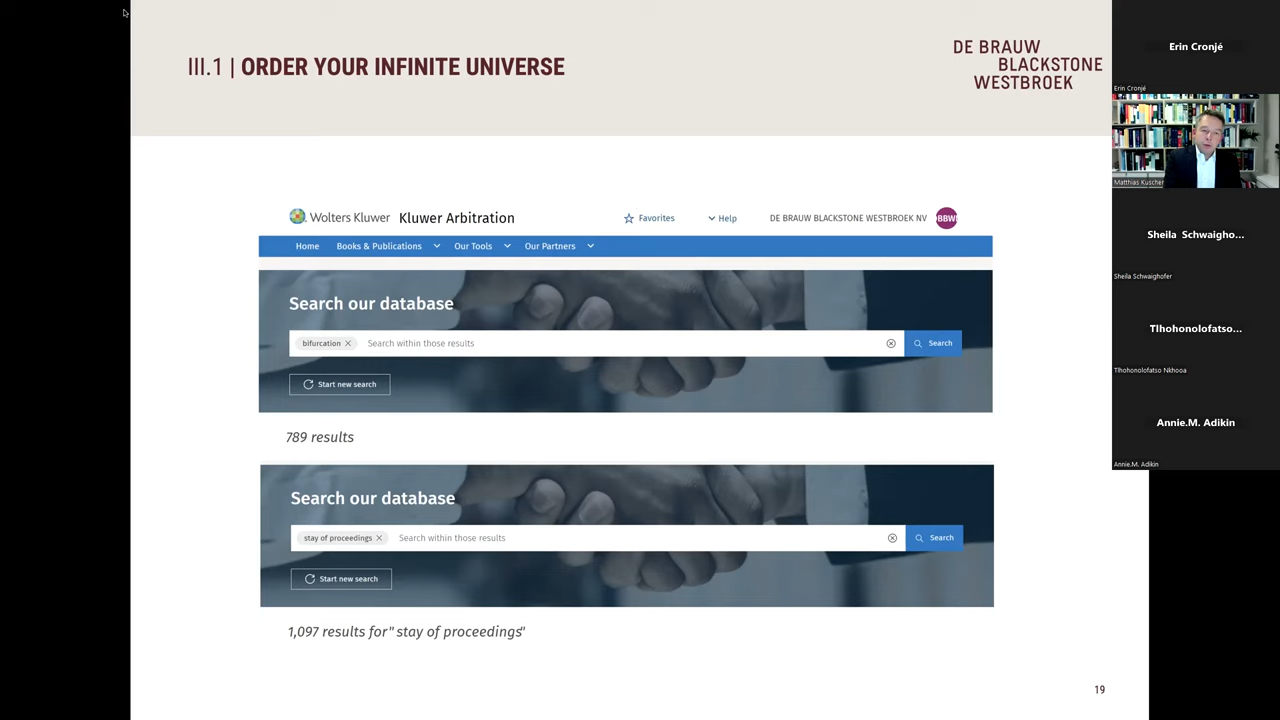 III.1 | ORDER YOUR INFINITE UNIVERSE
DE BRAUW
BLACKSTONE
WESTBROEK
Wolters Kluwer Kluwer Arbitration
Favorites
Help
DE BRAUW BLACKSTONE WESTBROEK NV
Home
Books & Publications
Our Tools
Our Partners
Search our database
bifurcation
Search within those results
Search
Start new search
789 results
Search our database
stay of proceedings
Search within those results
Search
Start new search
1,097 results for "stay of proceedings"
19
Erin Cronjé
Erin Cronjé
Matthias Kuscher
Sheila Schwaigho...
Sheila Schwaighofer
Tlhohonolofatso...
Tlhohonolofatso Nkhooa
Annie.M. Adikin
Annie.M. Adikin